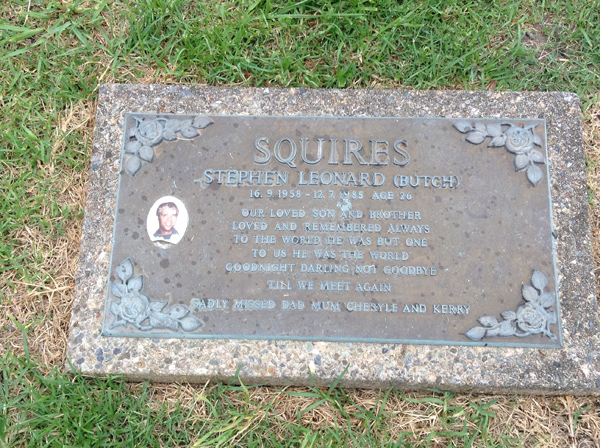 SQUIRES
STEPHEN LEONARD (BUTCH)
16.9.1958 - 12.7.1985 AGE 26
OUR LOVED SON AND BROTHER
LOVED AND REMEMBERED ALWAYS
TO THE WORLD HE WAS BUT ONE
TO US HE WAS THE WORLD
GOODNIGHT DARLING NOT GOODBYE
TILL WE MEET AGAIN
SADLY MISSED DAD MUM CHERYLE AND KERRY